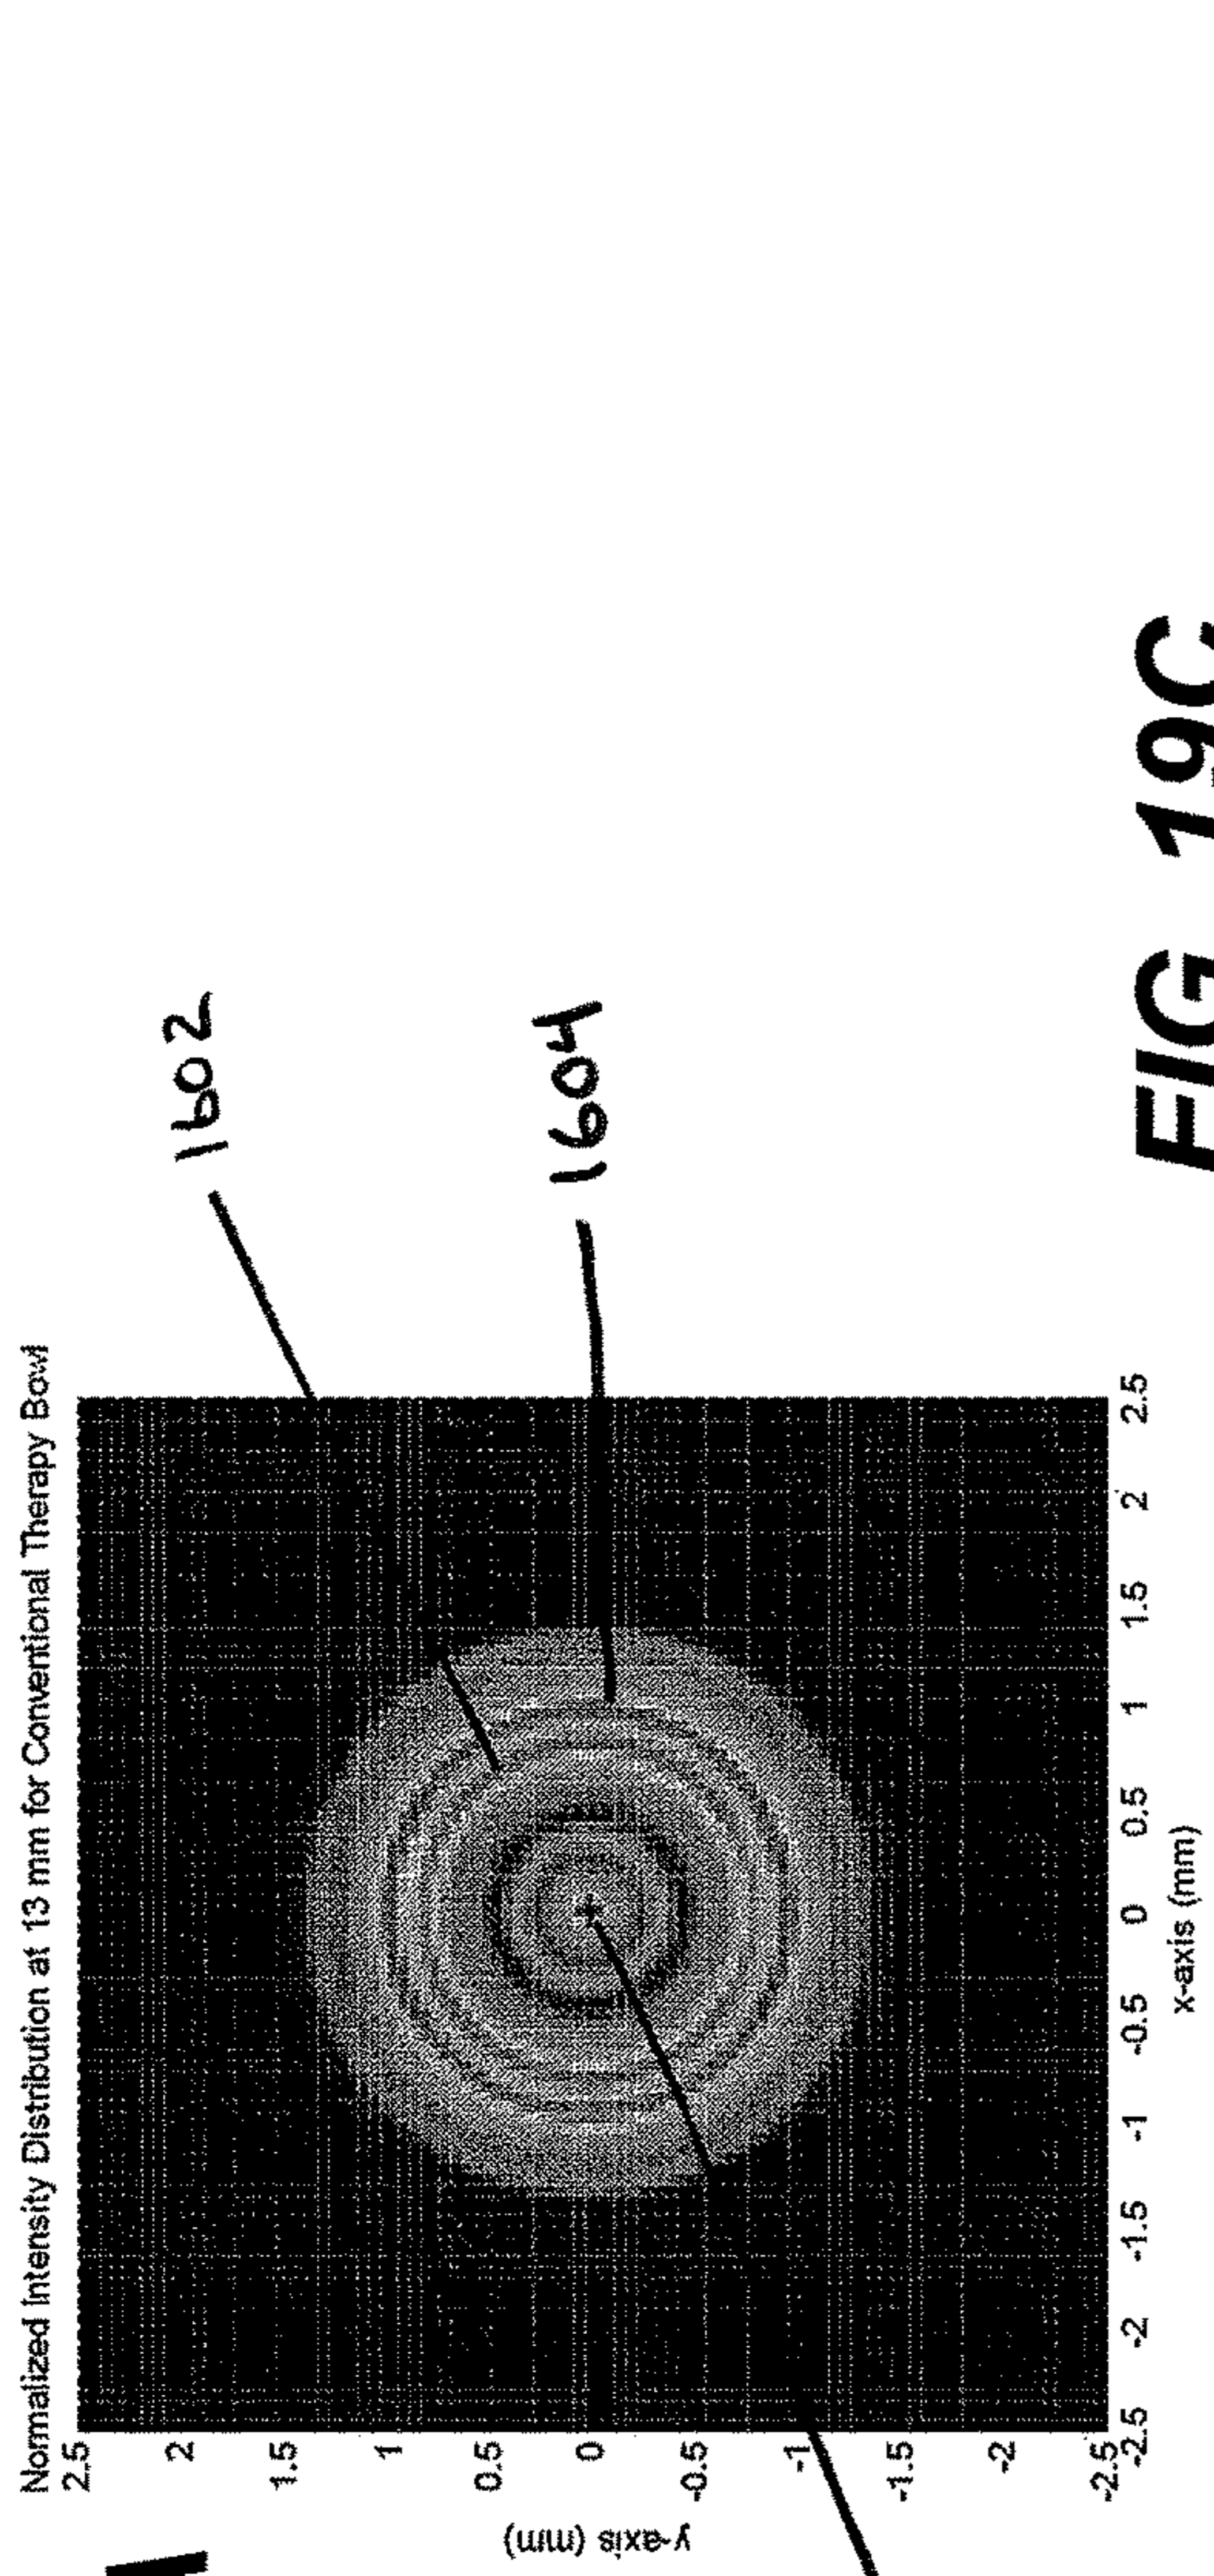 Normalized Intensity Distribution at 13 mm for Conventional Therapy Bowl
2.5
2
1.5
1
0.5
0
-0.5
-1
-1.5
-2
-2.5
y-axis (mm)
-2.5 -2 -1.5 -1 -0.5 0 0.5 1 1.5 2 2.5
x-axis (mm)
1602
1604
FIG 19C